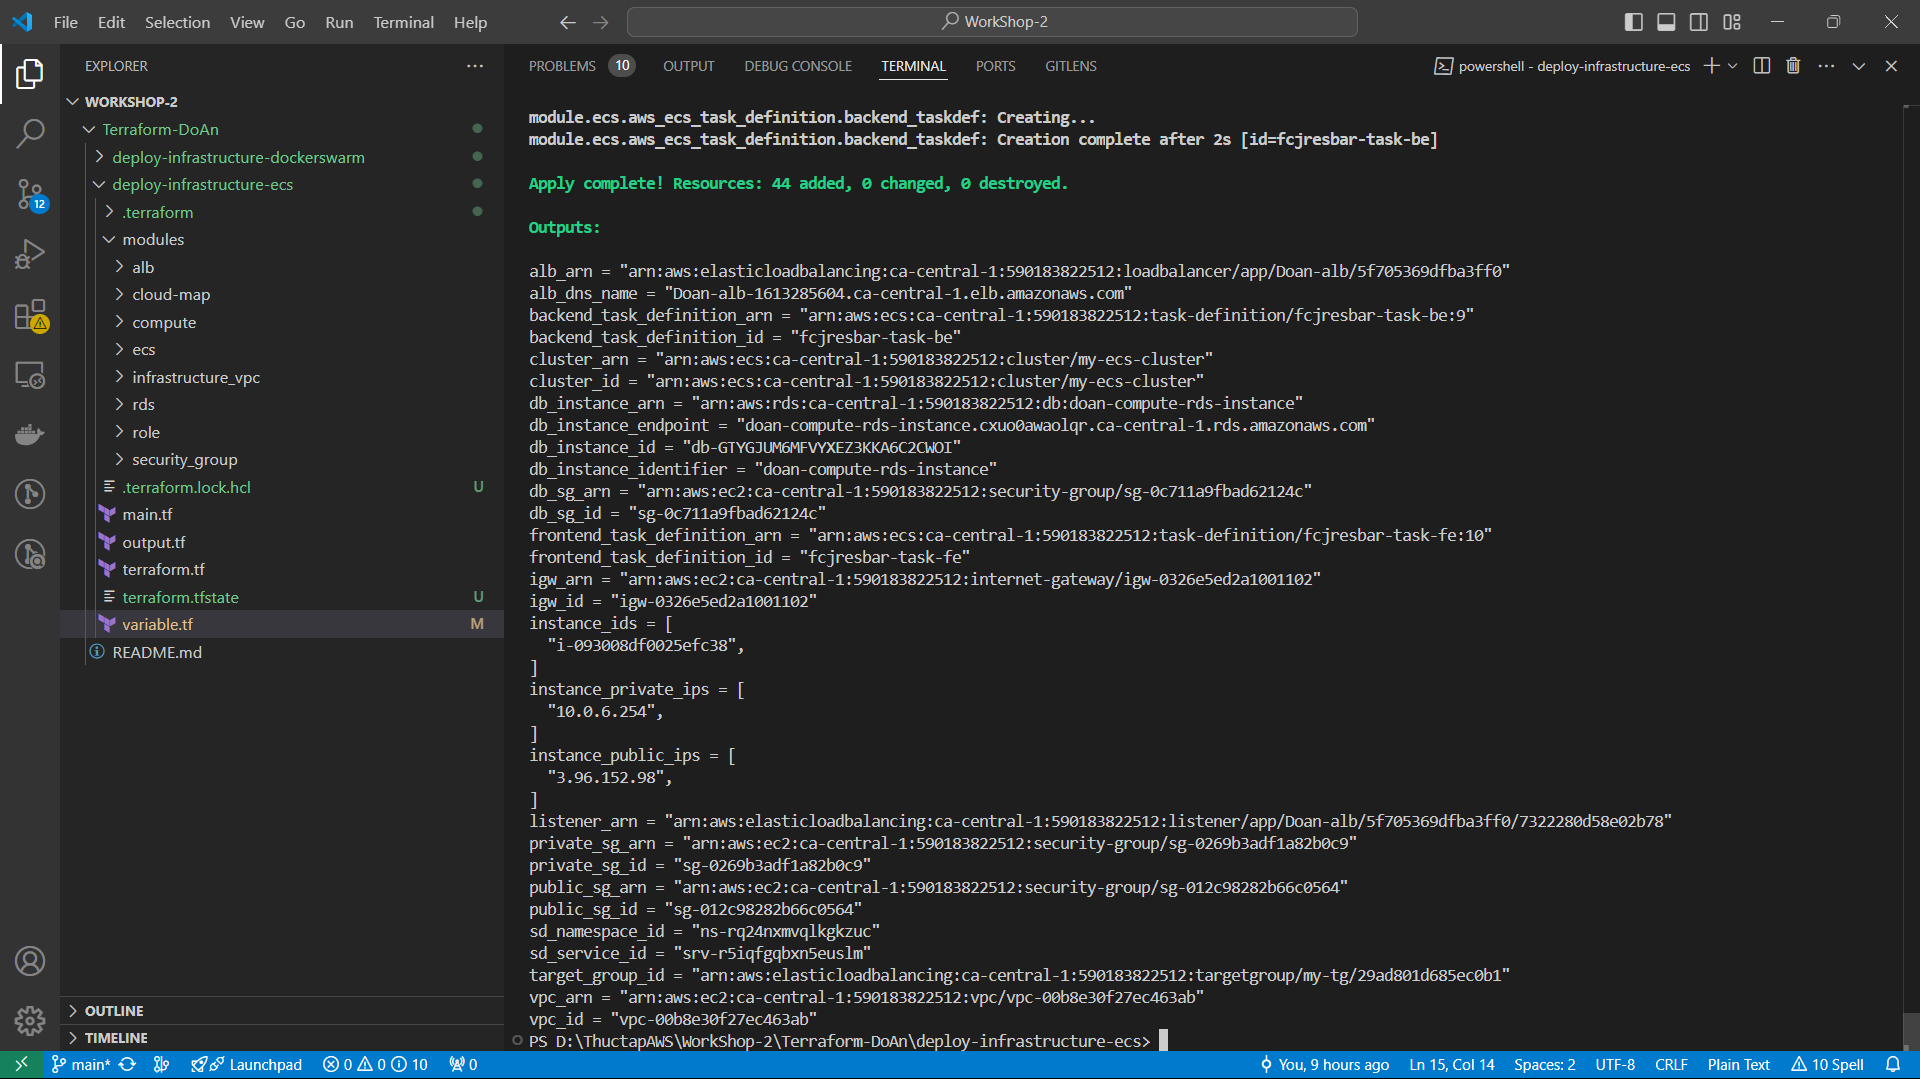 File Edit Selection View Go Run Terminal Help
WorkShop-2
EXPLORER
WORKSHOP-2
Terraform-DoAn
deploy-infrastructure-dockerswarm
deploy-infrastructure-ecs
.terraform
modules
alb
cloud-map
compute
ecs
infrastructure_vpc
rds
role
security_group
.terraform.lock.hcl U
main.tf
output.tf
terraform.tf
terraform.tfstate U
variable.tf M
README.md
OUTLINE
TIMELINE
12
PROBLEMS 10 OUTPUT DEBUG CONSOLE TERMINAL PORTS GITLENS
powershell - deploy-infrastructure-ecs
module.ecs.aws_ecs_task_definition.backend_taskdef: Creating...
module.ecs.aws_ecs_task_definition.backend_taskdef: Creation complete after 2s [id=fcjresbar-task-be]
Apply complete! Resources: 44 added, 0 changed, 0 destroyed.
Outputs:
alb_arn = "arn:aws:elasticloadbalancing:ca-central-1:590183822512:loadbalancer/app/Doan-alb/5f705369dfba3ff0"
alb_dns_name = "Doan-alb-1613285604.ca-central-1.elb.amazonaws.com"
backend_task_definition_arn = "arn:aws:ecs:ca-central-1:590183822512:task-definition/fcjresbar-task-be:9"
backend_task_definition_id = "fcjresbar-task-be"
cluster_arn = "arn:aws:ecs:ca-central-1:590183822512:cluster/my-ecs-cluster"
cluster_id = "arn:aws:ecs:ca-central-1:590183822512:cluster/my-ecs-cluster"
db_instance_arn = "arn:aws:rds:ca-central-1:590183822512:db:doan-compute-rds-instance"
db_instance_endpoint = "doan-compute-rds-instance.cxuo0awaolqr.ca-central-1.rds.amazonaws.com"
db_instance_id = "db-GTYGJUM6MFVYXEZ3KKA6C2CWOI"
db_instance_identifier = "doan-compute-rds-instance"
db_sg_arn = "arn:aws:ec2:ca-central-1:590183822512:security-group/sg-0c711a9fbad62124c"
db_sg_id = "sg-0c711a9fbad62124c"
frontend_task_definition_arn = "arn:aws:ecs:ca-central-1:590183822512:task-definition/fcjresbar-task-fe:10"
frontend_task_definition_id = "fcjresbar-task-fe"
igw_arn = "arn:aws:ec2:ca-central-1:590183822512:internet-gateway/igw-0326e5ed2a1001102"
igw_id = "igw-0326e5ed2a1001102"
instance_ids = [
"i-093008df0025efc38",
]
instance_private_ips = [
"10.0.6.254",
]
instance_public_ips = [
"3.96.152.98",
]
listener_arn = "arn:aws:elasticloadbalancing:ca-central-1:590183822512:listener/app/Doan-alb/5f705369dfba3ff0/7322280d58e02b78"
private_sg_arn = "arn:aws:ec2:ca-central-1:590183822512:security-group/sg-0269b3adf1a82b0c9"
private_sg_id = "sg-0269b3adf1a82b0c9"
public_sg_arn = "arn:aws:ec2:ca-central-1:590183822512:security-group/sg-012c98282b66c0564"
public_sg_id = "sg-012c98282b66c0564"
sd_namespace_id = "ns-rq24nxmvqlkgkzuc"
sd_service_id = "srv-r5iqfgqbxn5euslm"
target_group_id = "arn:aws:elasticloadbalancing:ca-central-1:590183822512:targetgroup/my-tg/29ad801d685ec0b1"
vpc_arn = "arn:aws:ec2:ca-central-1:590183822512:vpc/vpc-00b8e30f27ec463ab"
vpc_id = "vpc-00b8e30f27ec463ab"
PS D:\ThuctapAWS\WorkShop-2\Terraform-DoAn\deploy-infrastructure-ecs>
main* Launchpad 0 0 10 0 You, 9 hours ago Ln 15, Col 14 Spaces: 2 UTF-8 CRLF Plain Text 10 Spell